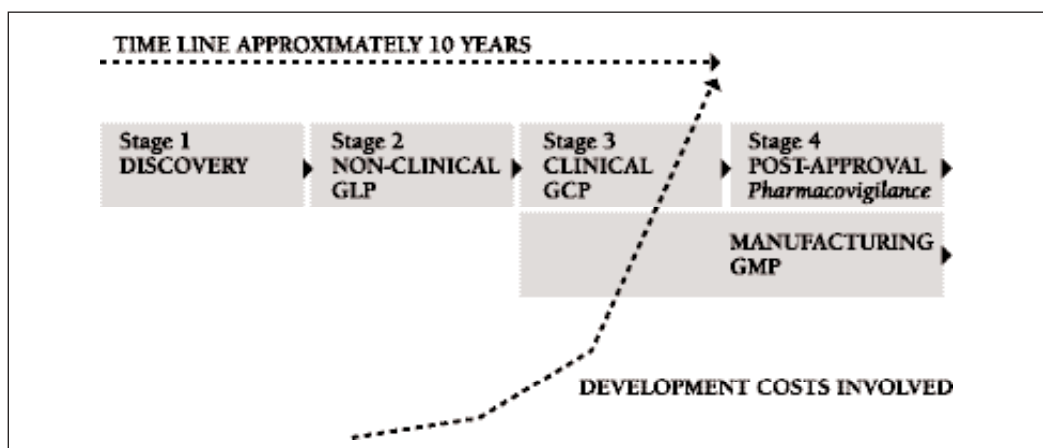 TIME LINE APPROXIMATELY 10 YEARS
Stage 1
DISCOVERY
Stage 2
NON-CLINICAL
GLP
Stage 3
CLINICAL
GCP
Stage 4
POST-APPROVAL
Pharmacovigilance
MANUFACTURING
GMP
DEVELOPMENT COSTS INVOLVED